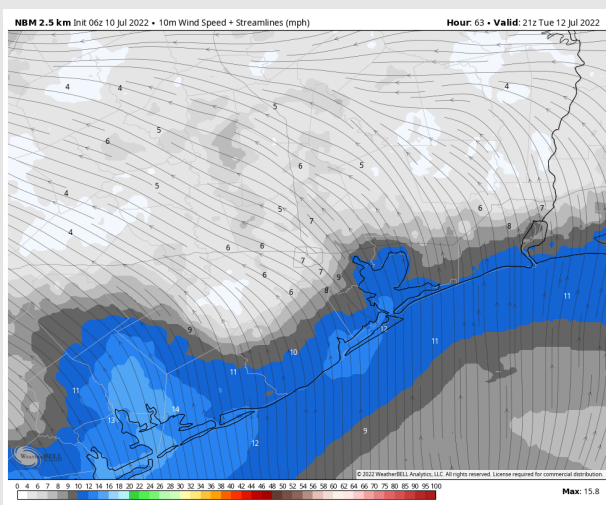 NBM 2.5 km Init 06z 10 Jul 2022 • 10m Wind Speed + Streamlines (mph)
Hour: 63 • Valid: 21z Tue 12 Jul 2022
4 4 4
5
5
6
6 5
5
4
5 6 7
7
4 8
6 6
7
6 7 9
6 8
11
9 12
11
10
11
11
14
13
9
12
WeatherBELL
© 2022 WeatherBELL Analytics, LLC. All rights reserved. License required for commercial distribution.
0 4 6 7 8 9 10 12 14 16 18 20 22 24 26 28 30 32 34 36 38 40 42 44 46 48 50 52 54 56 58 60 62 64 66 70 75 80 85 90 95 100
Max: 15.8